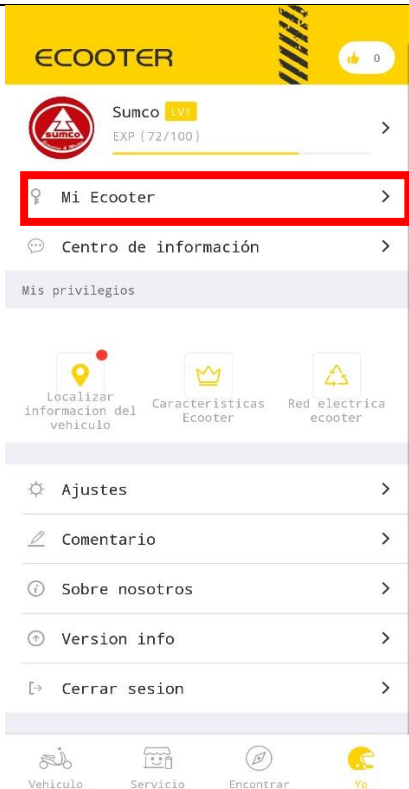 ECOOTER
0
Sumco LV1
EXP (72/100)
sumco
Mi Ecooter
Centro de información
Mis privilegios
Localizar
informacion del
vehiculo
Caracteristicas
Ecooter
Red electrica
ecooter
Ajustes
Comentario
Sobre nosotros
Version info
Cerrar sesion
Vehiculo
Servicio
Encontrar
Yo